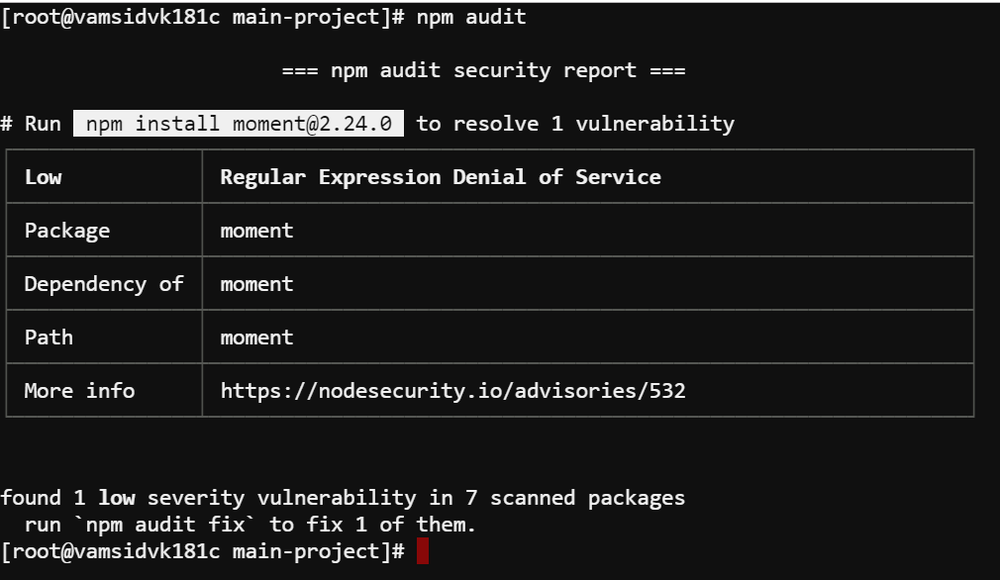 [root@vamsidvk181c main-project]# npm audit
=== npm audit security report ===
# Run npm install moment@2.24.0 to resolve 1 vulnerability
Low Regular Expression Denial of Service
Package moment
Dependency of moment
Path moment
More info https://nodesecurity.io/advisories/532
found 1 low severity vulnerability in 7 scanned packages
run `npm audit fix` to fix 1 of them.
[root@vamsidvk181c main-project]#